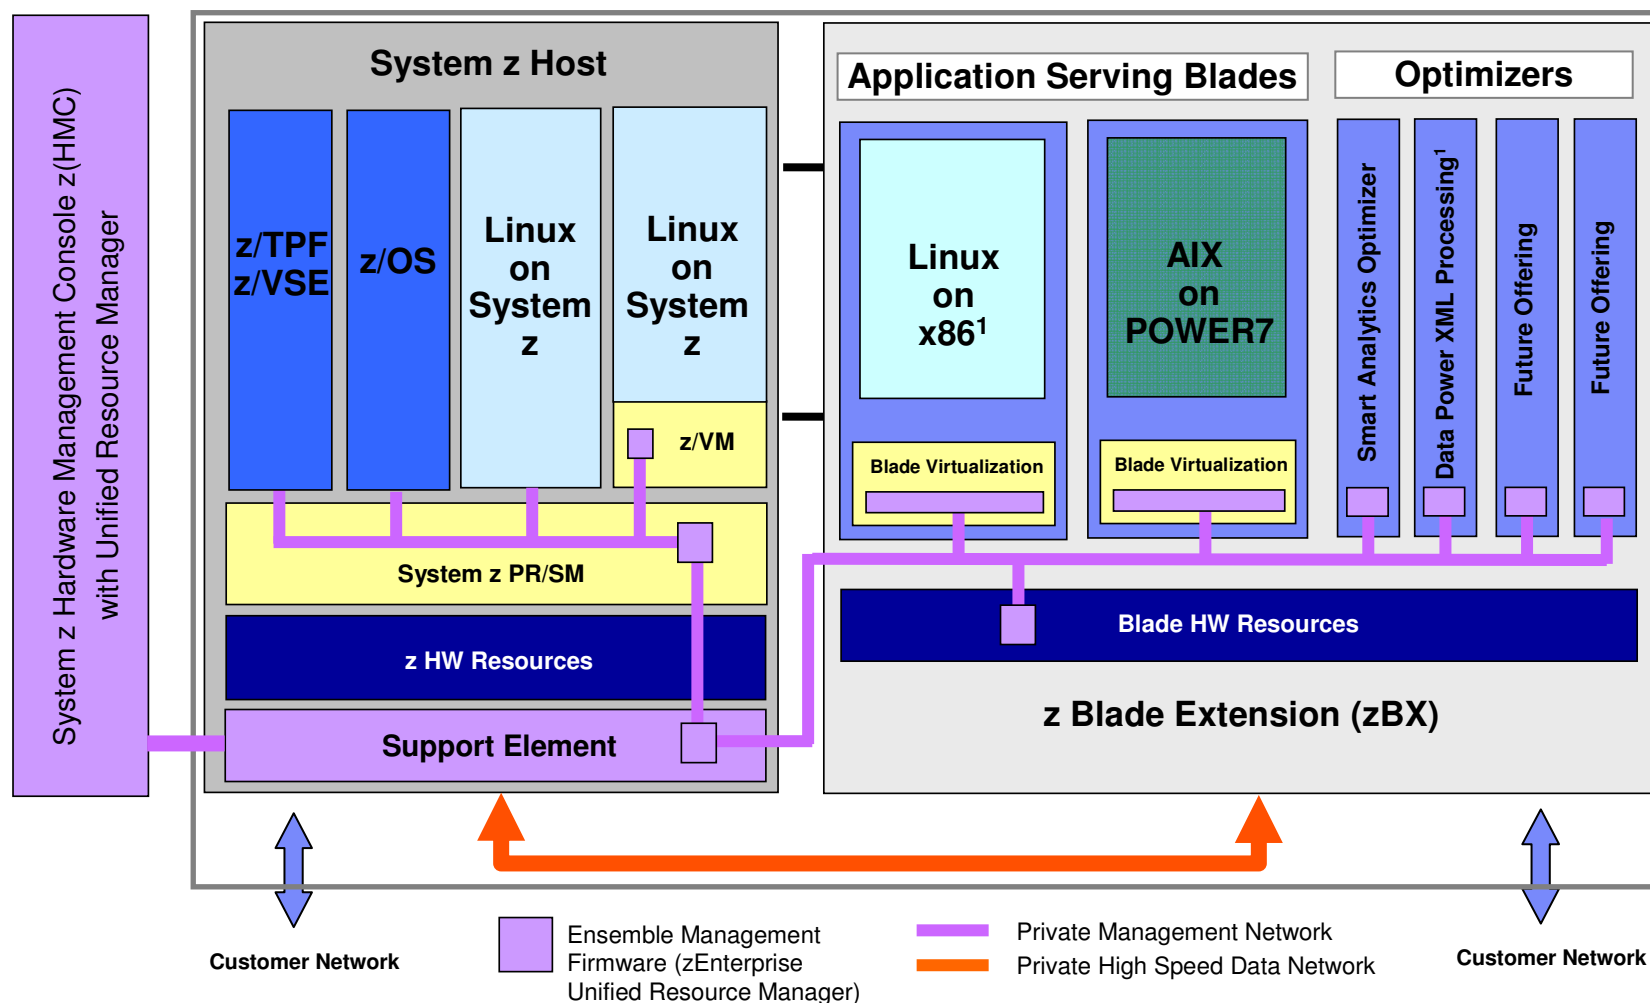 System z Hardware Management Console z(HMC)
with Unified Resource Manager
System z Host
z/TPF
z/VSE
z/OS
Linux
on
System
z
Linux
on
System
z
z/VM
System z PR/SM
z HW Resources
Support Element
Application Serving Blades
Optimizers
Linux
on
x86¹
AIX
on
POWER7
Blade Virtualization
Blade Virtualization
Smart Analytics Optimizer
Data Power XML Processing¹
Future Offering
Future Offering
Blade HW Resources
z Blade Extension (zBX)
Customer Network
Ensemble Management
Firmware (zEnterprise
Unified Resource Manager)
Private Management Network
Private High Speed Data Network
Customer Network